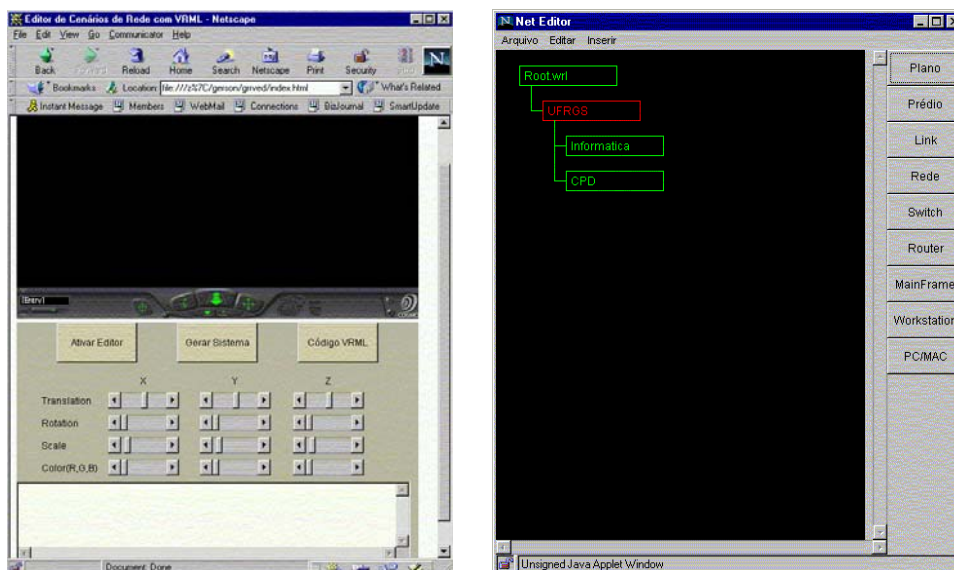 Editor de Cenários de Rede com VRML - Netscape
File Edit View Go Communicator Help
Back Forward Reload Home Search Netscape Print Security
Bookmarks Location: file:///z%7C/gerson/grrved/index.html What's Related
Instant Message Members WebMail Connections BizJournal SmartUpdate
[Entry]
Ativar Editor Gerar Sistema Código VRML
X Y Z
Translation
Rotation
Scale
Color(R,G,B)
Document: Done
Net Editor
Arquivo Editar Inserir
Root.wrl
UFRGS
Informatica
CPD
Plano
Prédio
Link
Rede
Switch
Router
MainFrame
Workstation
PC/MAC
Unsigned Java Applet Window